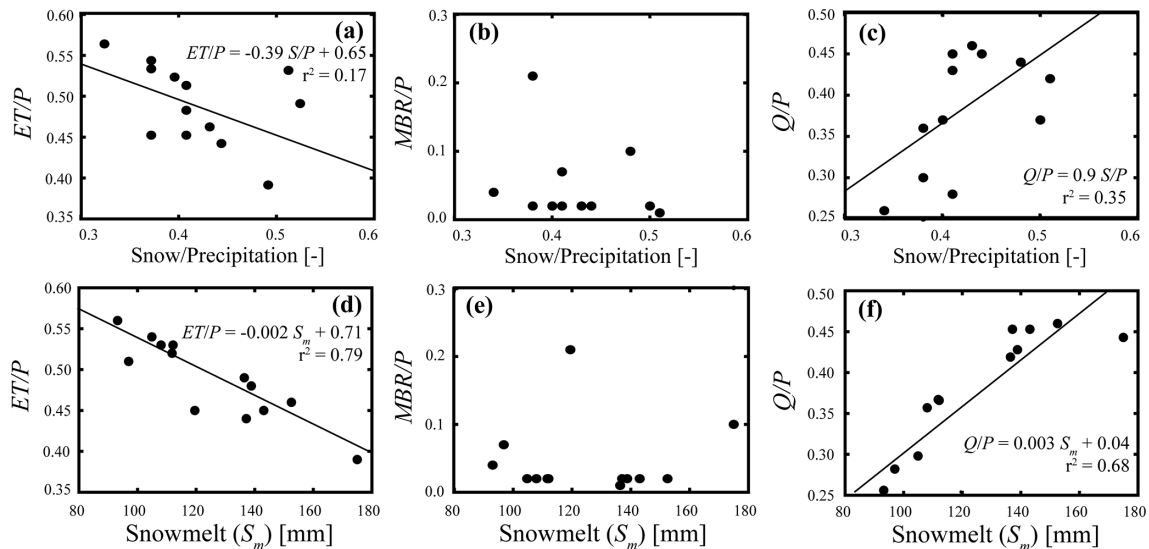 (a)
ET/P = -0.39 S/P + 0.65
r² = 0.17
ET/P
0.60
0.55
0.50
0.45
0.40
0.35
0.3
0.4
0.5
0.6
Snow/Precipitation [-]
(b)
MBR/P
0.3
0.2
0.1
0.0
0.3
0.4
0.5
0.6
Snow/Precipitation [-]
(c)
Q/P
0.50
0.45
0.40
0.35
0.30
0.25
Q/P = 0.9 S/P
r² = 0.35
0.3
0.4
0.5
0.6
Snow/Precipitation [-]
(d)
ET/P = -0.002 Sₘ + 0.71
r² = 0.79
ET/P
0.60
0.55
0.50
0.45
0.40
0.35
80
100
120
140
160
180
Snowmelt (Sₘ) [mm]
(e)
MBR/P
0.3
0.2
0.1
0.0
80
100
120
140
160
180
Snowmelt (Sₘ) [mm]
(f)
Q/P
0.50
0.45
0.40
0.35
0.30
0.25
Q/P = 0.003 Sₘ + 0.04
r² = 0.68
80
100
120
140
160
180
Snowmelt (Sₘ) [mm]